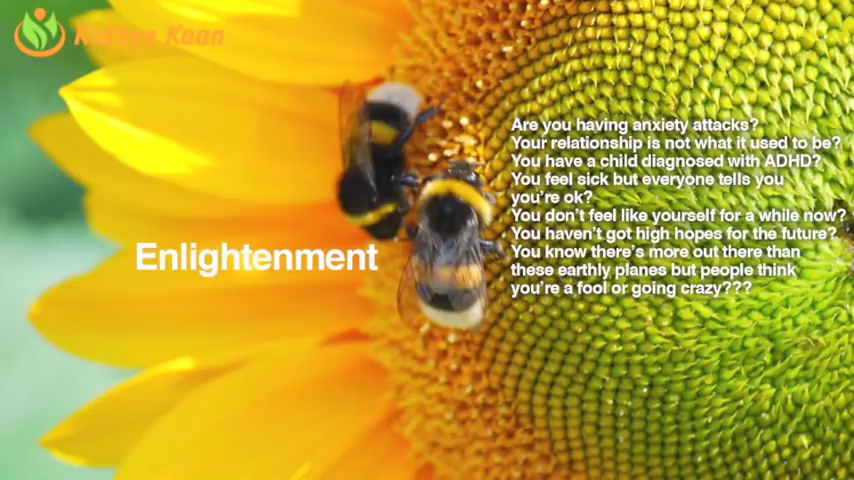 Kathya Kaan
Are you having anxiety attacks?
Your relationship is not what it used to be?
You have a child diagnosed with ADHD?
You feel sick but everyone tells you
you're ok?
You don't feel like yourself for a while now?
You haven't got high hopes for the future?
You know there's more out there than
these earthly planes but people think
you're a fool or going crazy???
Enlightenment